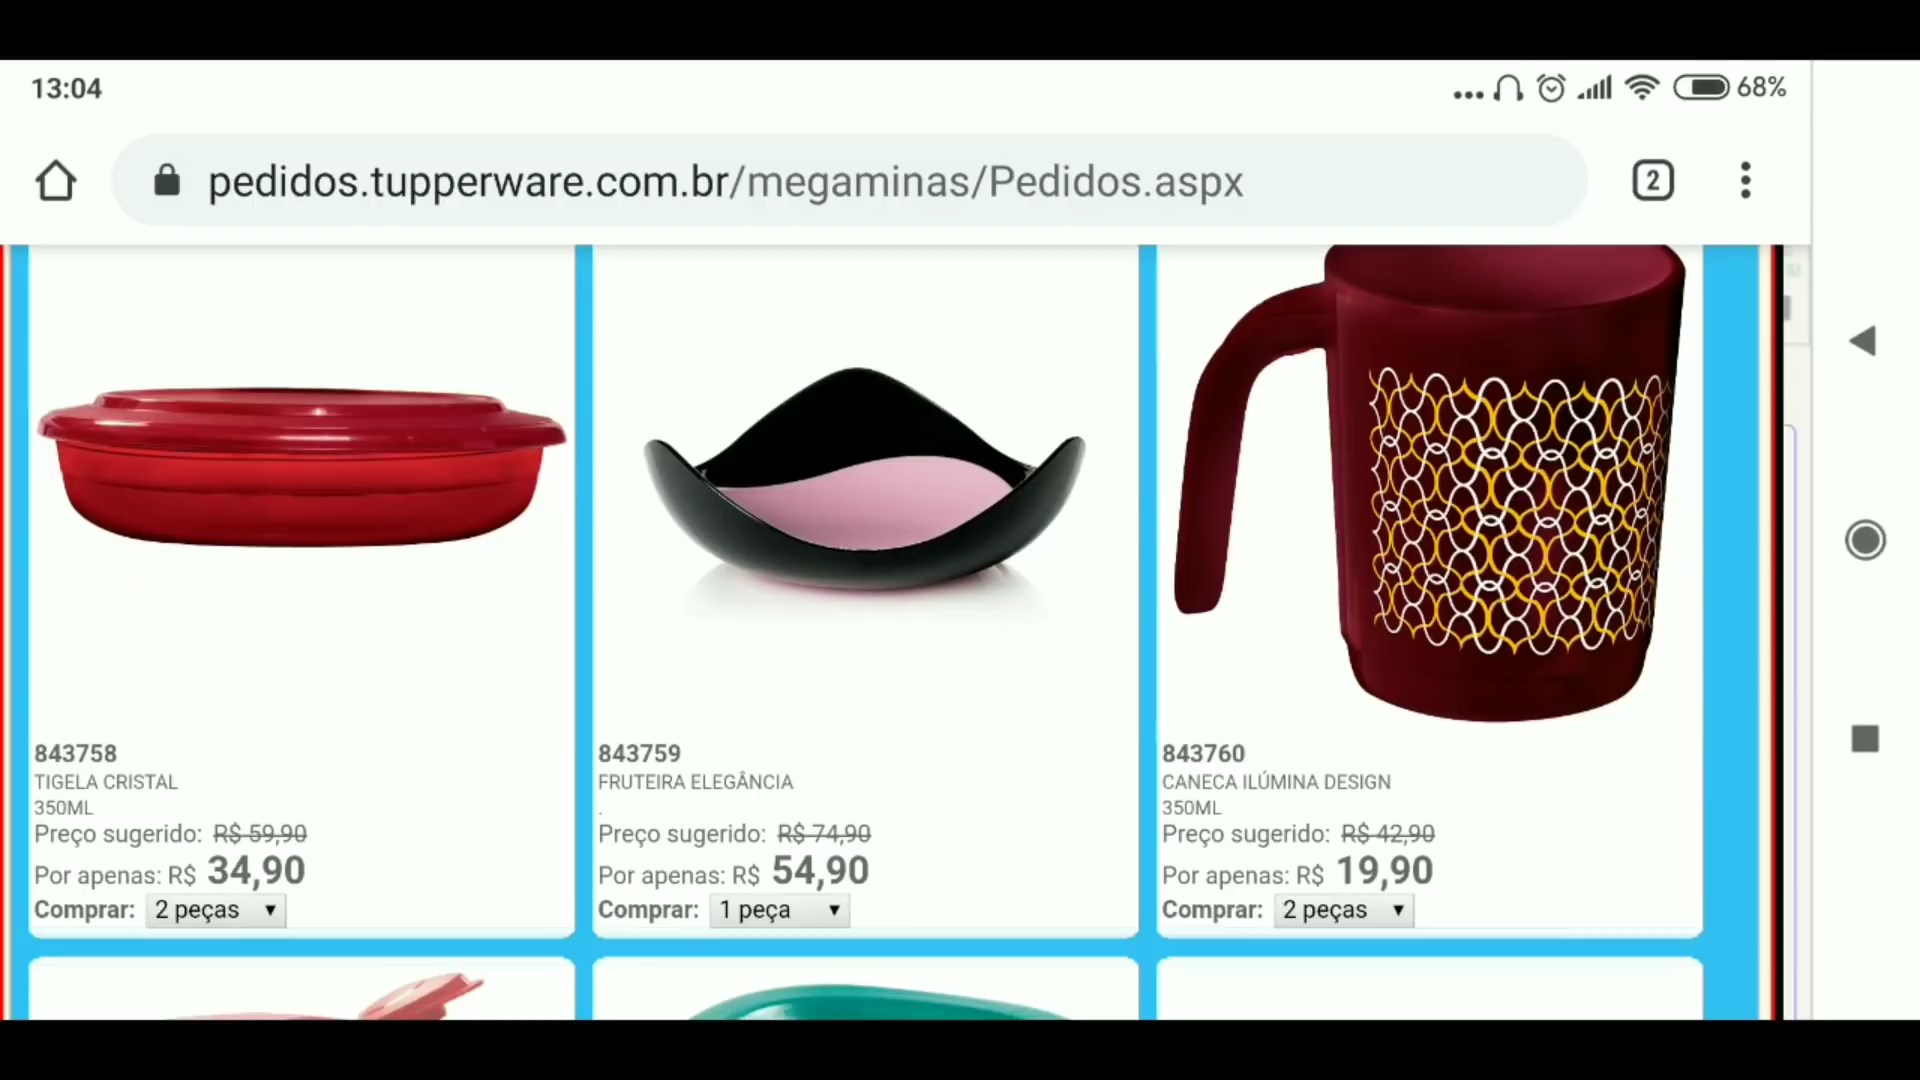 13:04
68%
pedidos.tupperware.com.br/megaminas/Pedidos.aspx
2
843758
TIGELA CRISTAL
350ML
Preço sugerido: R$ 59,90
Por apenas: R$ 34,90
Comprar: 2 peças
843759
FRUTEIRA ELEGÂNCIA
.
Preço sugerido: R$ 74,90
Por apenas: R$ 54,90
Comprar: 1 peça
843760
CANECA ILÚMINA DESIGN
350ML
Preço sugerido: R$ 42,90
Por apenas: R$ 19,90
Comprar: 2 peças